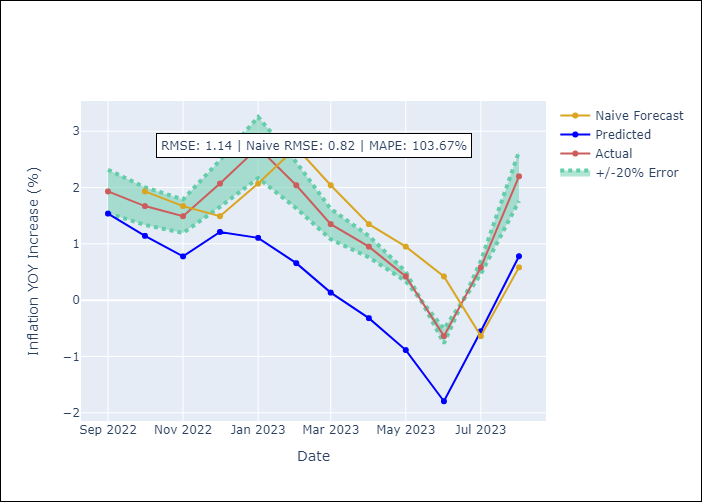 RMSE: 1.14 | Naive RMSE: 0.82 | MAPE: 103.67%
Naive Forecast
Predicted
Actual
+/-20% Error
3
2
1
0
−1
−2
Inflation YOY Increase (%)
Sep 2022 Nov 2022 Jan 2023 Mar 2023 May 2023 Jul 2023
Date